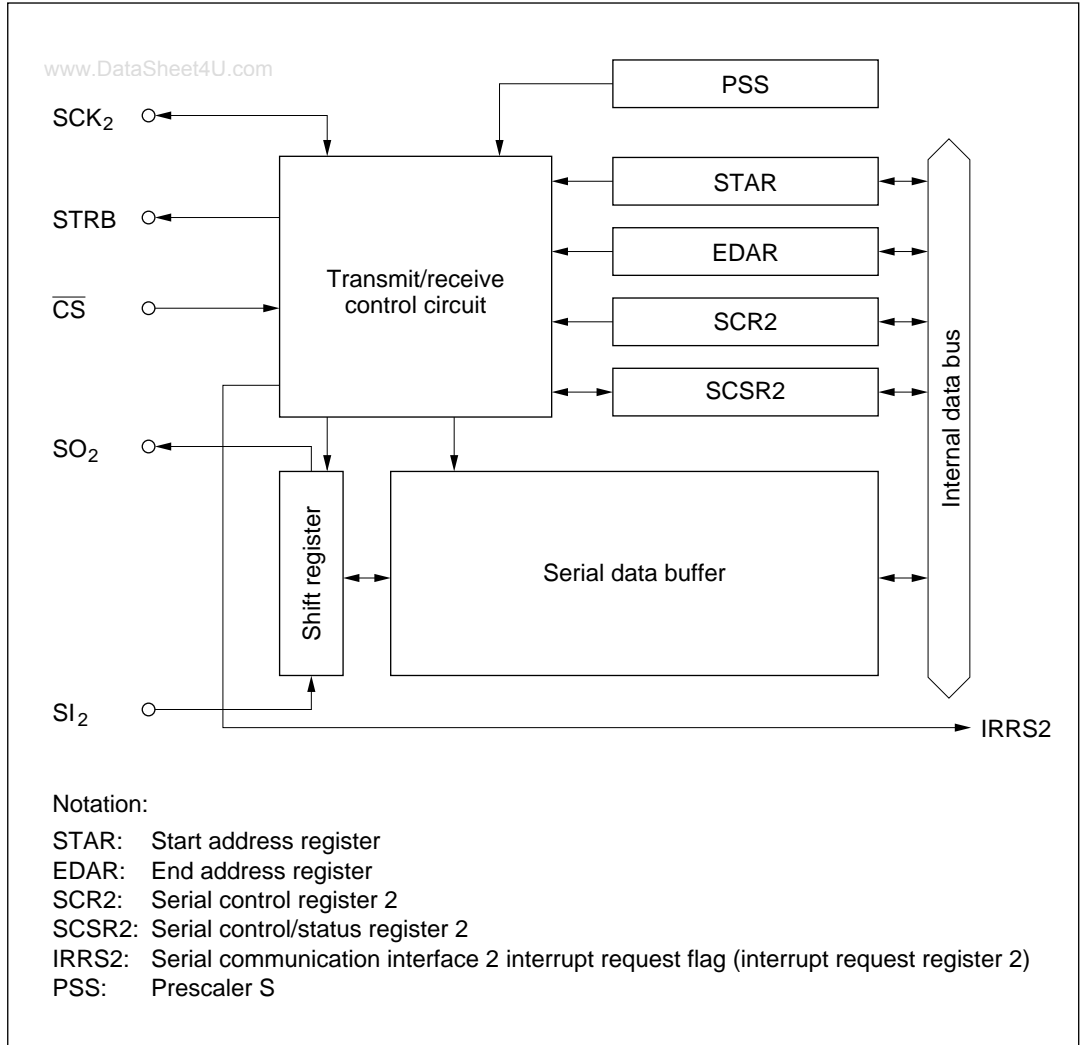 www.DataSheet4U.com
PSS
SCK₂
STAR
STRB
EDAR
Transmit/receive
control circuit
C̅S̅
SCR2
SCSR2
Internal data bus
SO₂
Shift register
Serial data buffer
SI₂
IRRS2
Notation:
STAR: Start address register
EDAR: End address register
SCR2: Serial control register 2
SCSR2: Serial control/status register 2
IRRS2: Serial communication interface 2 interrupt request flag (interrupt request register 2)
PSS: Prescaler S